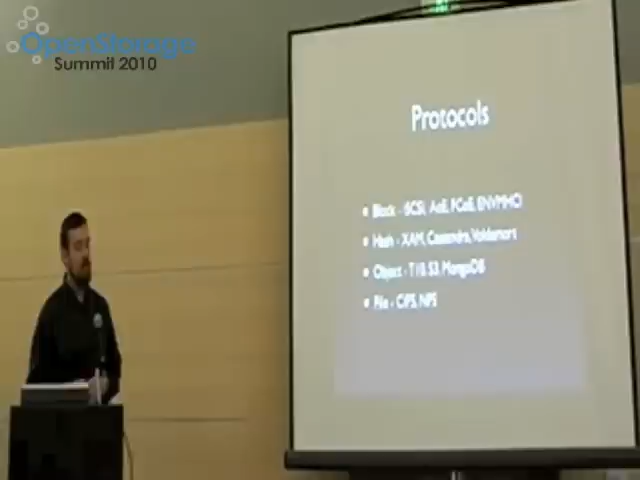 OpenStorage
Summit 2010
Protocols
• Block - iSCSI, AoE, FCoE, ENVMHCI
• Hash - XAM, Cassandra, Voldemort
• Object - T10, S3, MongoDB
• File - CIFS, NFS